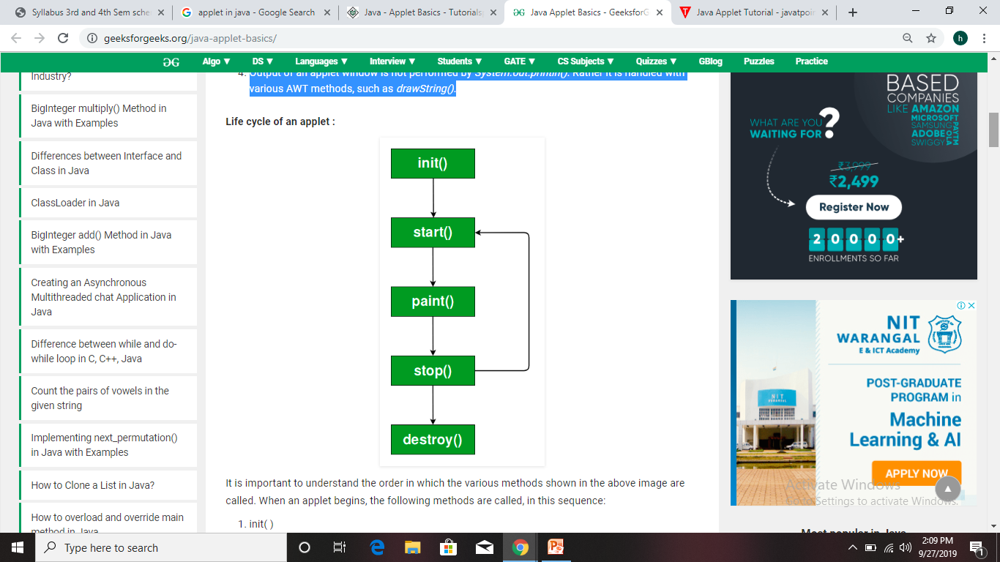 Syllabus 3rd and 4th Sem sche
applet in java - Google Search
Java - Applet Basics - Tutorials
Java Applet Basics - GeeksforG
Java Applet Tutorial - javatpoin
geeksforgeeks.org/java-applet-basics/
h
Algo ▼ DS ▼ Languages ▼ Interview ▼ Students ▼ GATE ▼ CS Subjects ▼ Quizzes ▼ GBlog Puzzles Practice
Industry?
BigInteger multiply() Method in
Java with Examples
Differences between Interface and
Class in Java
ClassLoader in Java
BigInteger add() Method in Java
with Examples
Creating an Asynchronous
Multithreaded chat Application in
Java
Difference between while and do-
while loop in C, C++, Java
Count the pairs of vowels in the
given string
Implementing next_permutation()
in Java with Examples
How to Clone a List in Java?
How to overload and override main
method in Java
4. Output of an applet window is not performed by System.out.println(). Rather it is handled with
various AWT methods, such as drawString().
Life cycle of an applet :
init()
start()
paint()
stop()
destroy()
It is important to understand the order in which the various methods shown in the above image are
called. When an applet begins, the following methods are called, in this sequence:
1. init( )
BASED
COMPANIES
LIKE AMAZON
MICROSOFT
SAMSUNG
ADOBE
SWIGGY
PAYTM
OLA
WHAT ARE YOU
WAITING FOR ?
₹3,999
₹2,499
Register Now
20000+
ENROLLMENTS SO FAR
NIT
WARANGAL
E & ICT Academy
POST-GRADUATE
PROGRAM in
Machine
Learning & AI
APPLY NOW
NIT
WARANGAL
Activate Windows
Go to Settings to activate Windows.
Most popular in Java
Type here to search
2:09 PM
9/27/2019
1